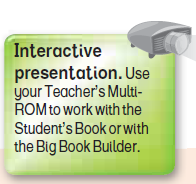 Interactive
presentation. Use
your Teacher's Multi-
ROM to work with the
Student's Book or with
the Big Book Builder.